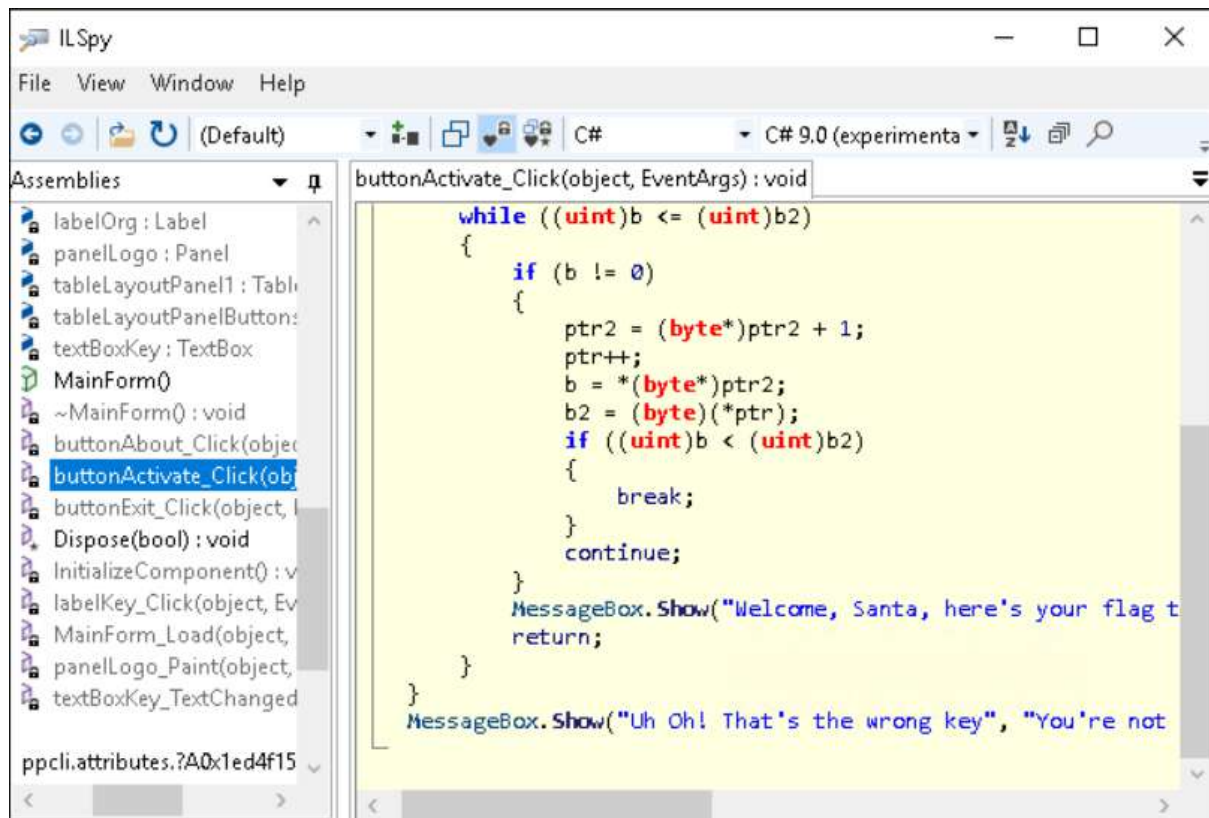 ILSpy
File View Window Help
(Default) C# C# 9.0 (experimenta
Assemblies
labelOrg : Label
panelLogo : Panel
tableLayoutPanel1 : Tabl
tableLayoutPanelButton:
textBoxKey : TextBox
MainForm()
~MainForm() : void
buttonAbout_Click(objec
buttonActivate_Click(obj
buttonExit_Click(object,
Dispose(bool) : void
InitializeComponent() : v
labelKey_Click(object, Ev
MainForm_Load(object,
panelLogo_Paint(object,
textBoxKey_TextChanged
ppcli.attributes.?A0x1ed4f15
buttonActivate_Click(object, EventArgs) : void
while ((uint)b <= (uint)b2)
{
if (b != 0)
{
ptr2 = (byte*)ptr2 + 1;
ptr++;
b = *(byte*)ptr2;
b2 = (byte)(*ptr);
if ((uint)b < (uint)b2)
{
break;
}
continue;
}
MessageBox.Show("Welcome, Santa, here's your flag t
return;
}
}
MessageBox.Show("Uh Oh! That's the wrong key", "You're not